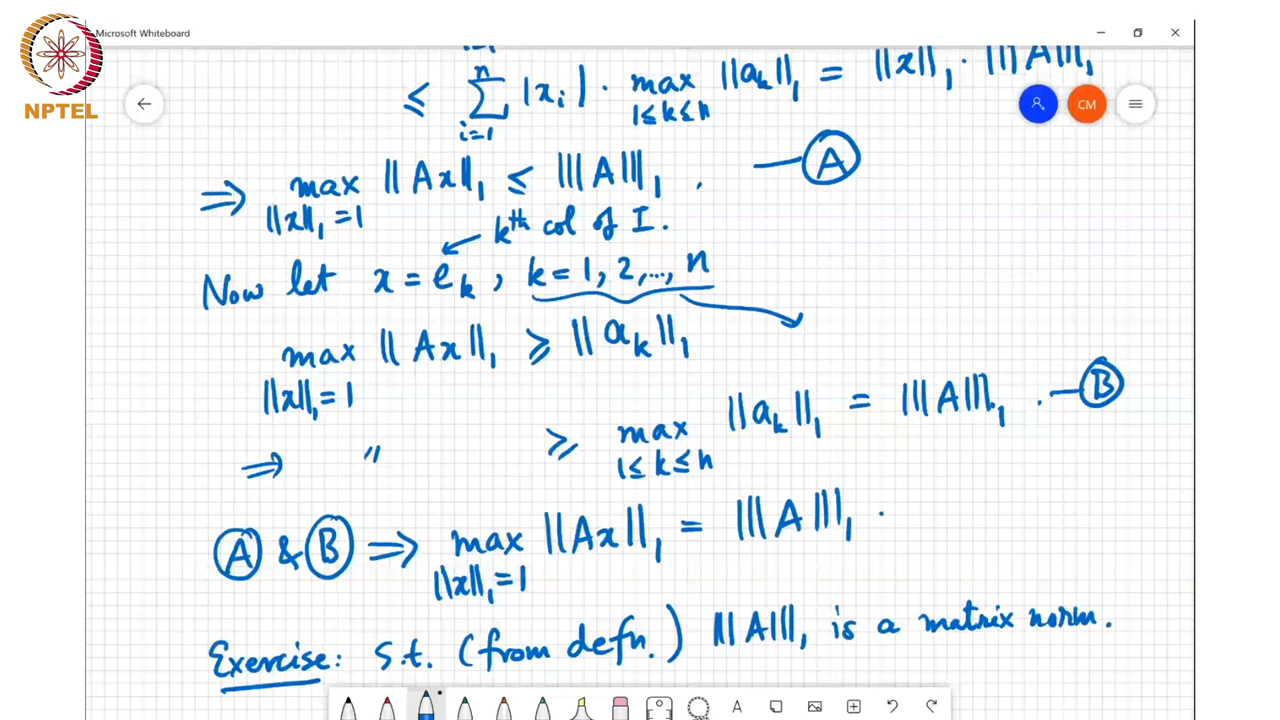 Microsoft Whiteboard
NPTEL
≤ ∑_{i=1}^{n} |x_i| · max_{1≤k≤n} ||a_k||_1 = ||x||_1 · |||A|||_1
CM
⇒ max_{||x||_1 = 1} ||Ax||_1 ≤ |||A|||_1 . — Ⓐ
kth col of I.
Now let x = e_k , k = 1, 2, ..., n
max_{||x||_1 = 1} ||Ax||_1 ≥ ||a_k||_1
⇒ " ≥ max_{1≤k≤n} ||a_k||_1 = |||A|||_1 . — Ⓑ
Ⓐ & Ⓑ ⇒ max_{||x||_1 = 1} ||Ax||_1 = |||A|||_1 .
Exercise: S.t. (from defn.) |||A|||_1 is a matrix norm.